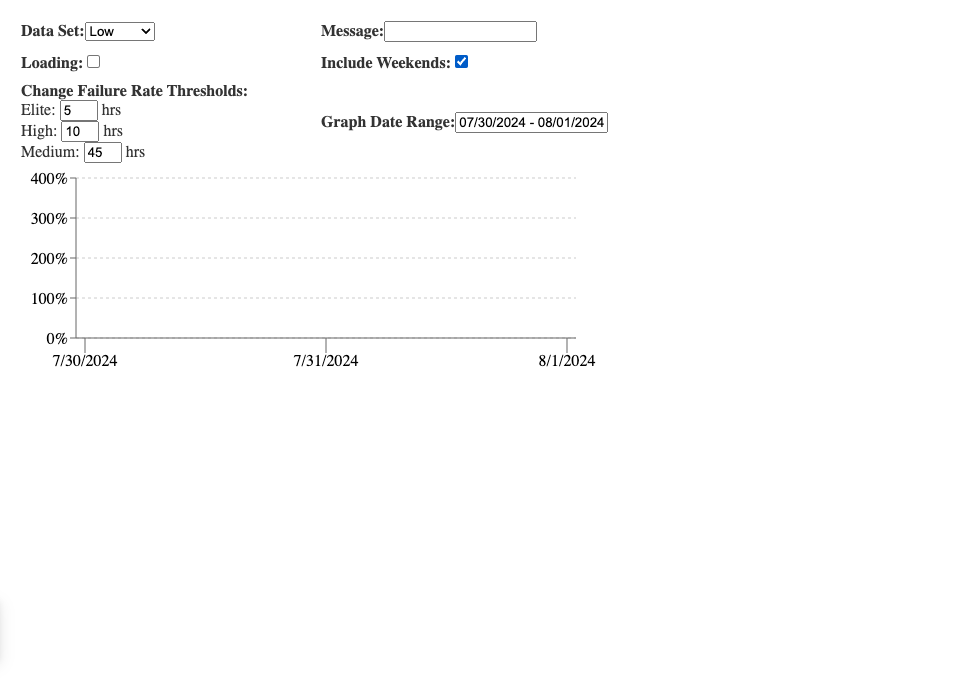 Data Set: Low
Message:
Loading:
Include Weekends:
Change Failure Rate Thresholds:
Elite: 5 hrs
High: 10 hrs
Medium: 45 hrs
Graph Date Range: 07/30/2024 - 08/01/2024
400%
300%
200%
100%
0%
7/30/2024 7/31/2024 8/1/2024